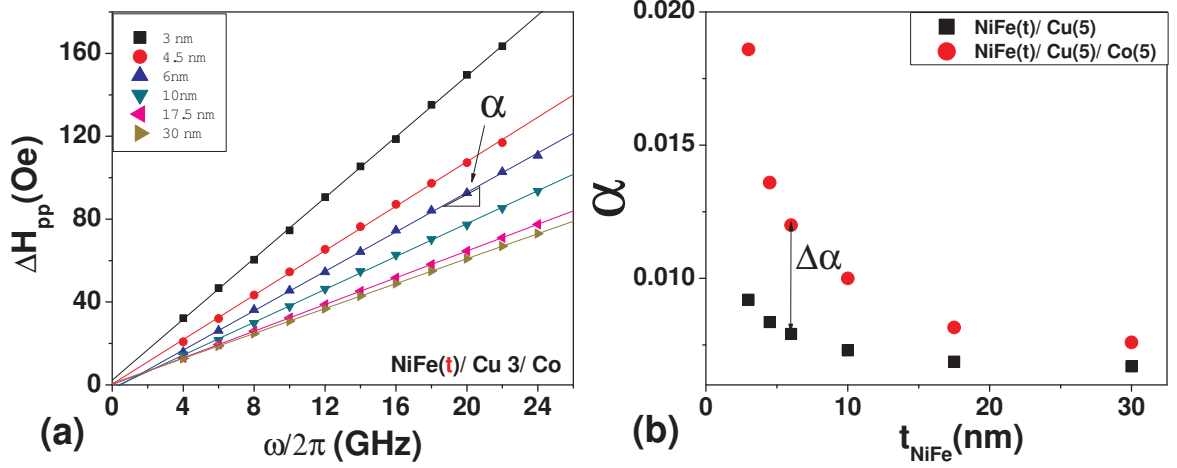 160
120
80
40
0
ΔH_pp(Oe)
3 nm
4.5 nm
6nm
10nm
17.5 nm
30 nm
α
NiFe(t)/ Cu 3/ Co
0 4 8 12 16 20 24
(a)
ω/2π (GHz)
0.020
0.015
0.010
α
NiFe(t)/ Cu(5)
NiFe(t)/ Cu(5)/ Co(5)
Δα
0 10 20 30
(b)
t_NiFe(nm)